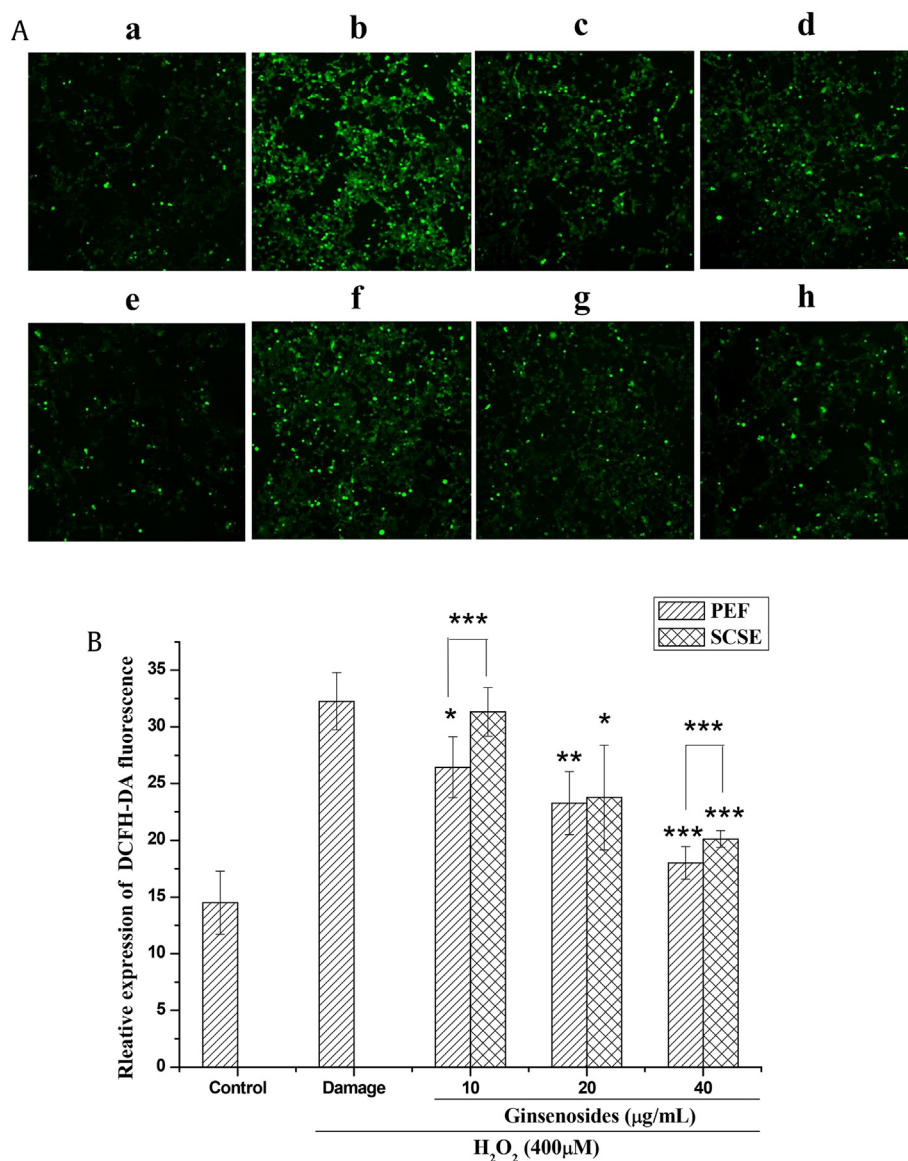 A
a b c d
e f g h
B
PEF
SCSE
***
* * ***
** ***
***
Rleative expression of DCFH-DA fluorescence
35
30
25
20
15
10
5
0
Control Damage 10 20 40
Ginsenosides (μg/mL)
H₂O₂ (400μM)